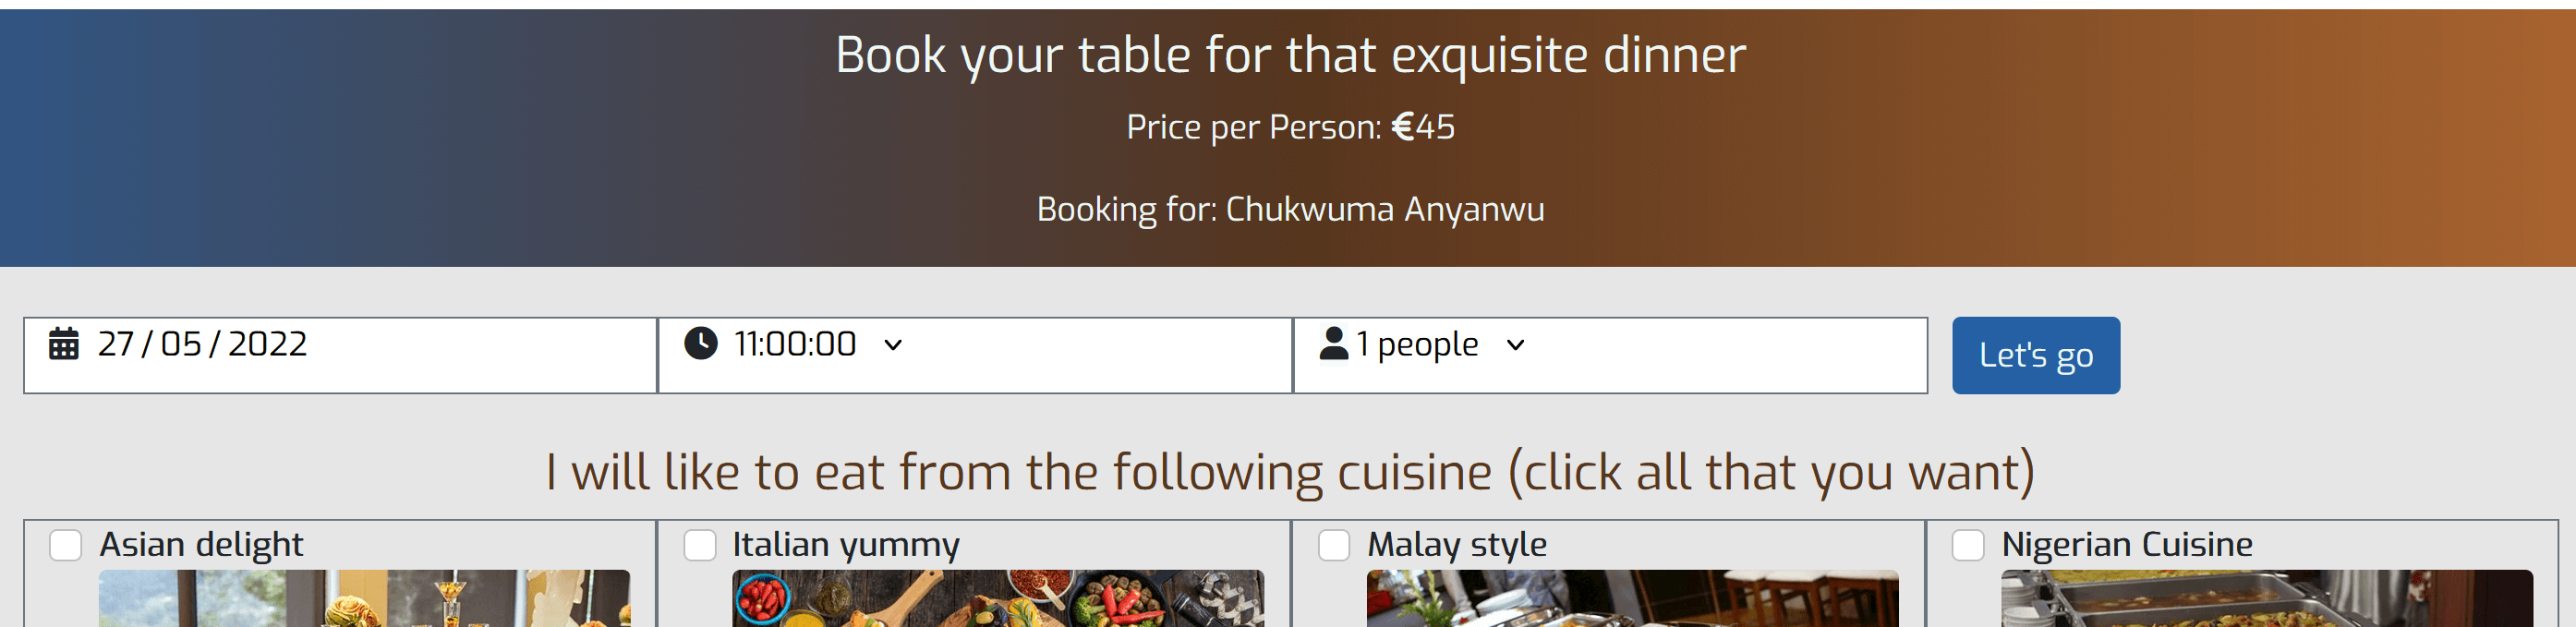 Book your table for that exquisite dinner
Price per Person: €45
Booking for: Chukwuma Anyanwu
27 / 05 / 2022
11:00:00
1 people
Let's go
I will like to eat from the following cuisine (click all that you want)
Asian delight
Italian yummy
Malay style
Nigerian Cuisine